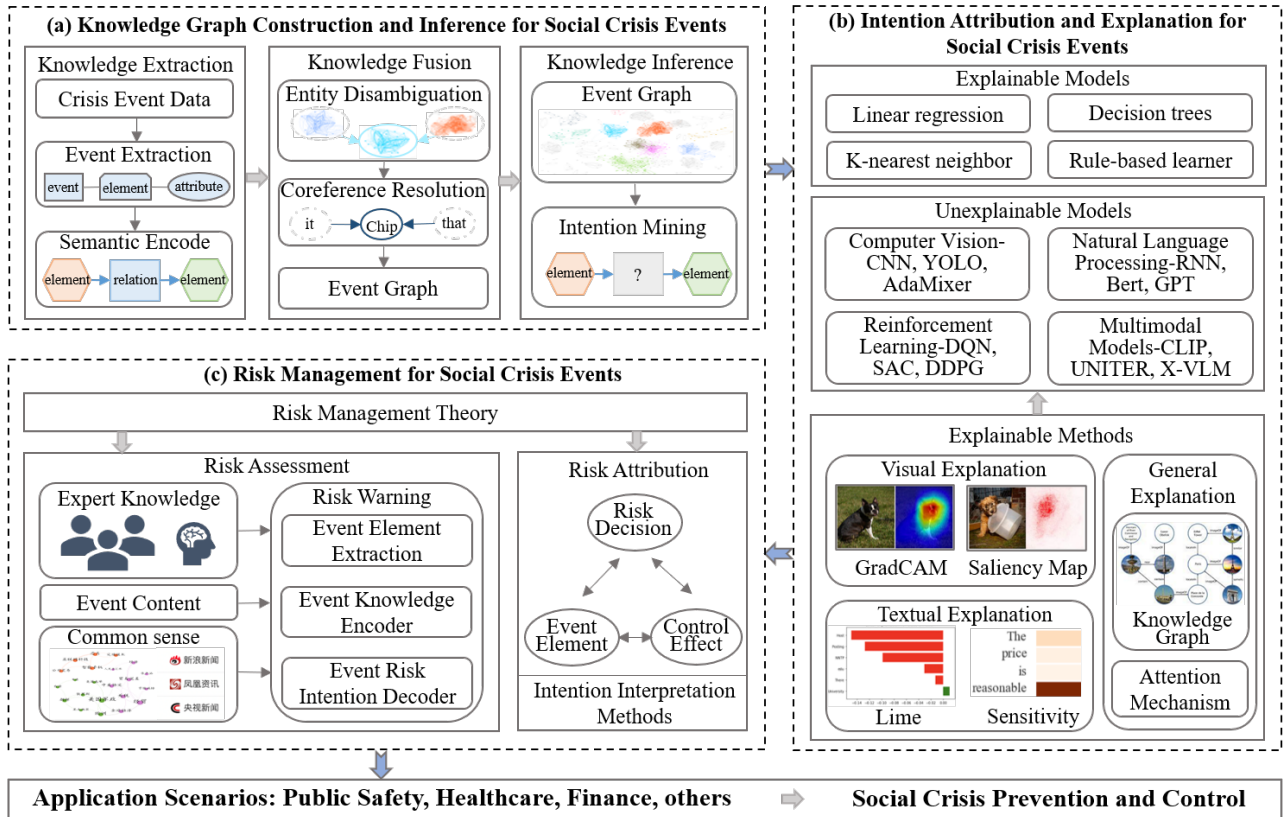 (a) Knowledge Graph Construction and Inference for Social Crisis Events
Knowledge Extraction
Crisis Event Data
Event Extraction
event
element
attribute
Semantic Encode
element
relation
element
Knowledge Fusion
Entity Disambiguation
Coreference Resolution
it
Chip
that
Event Graph
Knowledge Inference
Event Graph
Intention Mining
element
?
element
(b) Intention Attribution and Explanation for
Social Crisis Events
Explainable Models
Linear regression
Decision trees
K-nearest neighbor
Rule-based learner
Unexplainable Models
Computer Vision-
CNN, YOLO,
AdaMixer
Natural Language
Processing-RNN,
Bert, GPT
Reinforcement
Learning-DQN,
SAC, DDPG
Multimodal
Models-CLIP,
UNITER, X-VLM
Explainable Methods
Visual Explanation
GradCAM
Saliency Map
Textual Explanation
Lime
The
price
is
reasonable
Sensitivity
General
Explanation
Knowledge
Graph
Attention
Mechanism
(c) Risk Management for Social Crisis Events
Risk Management Theory
Risk Assessment
Expert Knowledge
Event Content
Common sense
新浪新闻
凤凰资讯
央视新闻
Risk Warning
Event Element
Extraction
Event Knowledge
Encoder
Event Risk
Intention Decoder
Risk Attribution
Risk
Decision
Event
Element
Control
Effect
Intention Interpretation
Methods
Application Scenarios: Public Safety, Healthcare, Finance, others
Social Crisis Prevention and Control